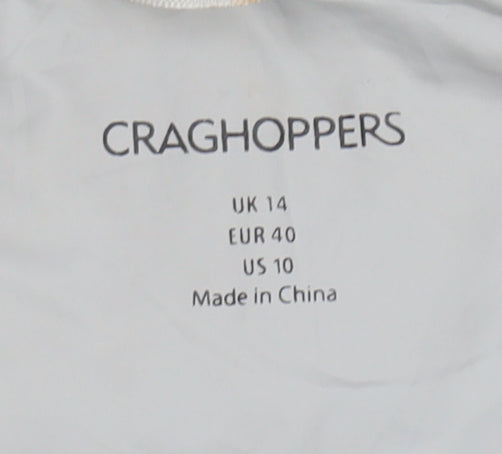 CRAGHOPPERS
UK 14
EUR 40
US 10
Made in China